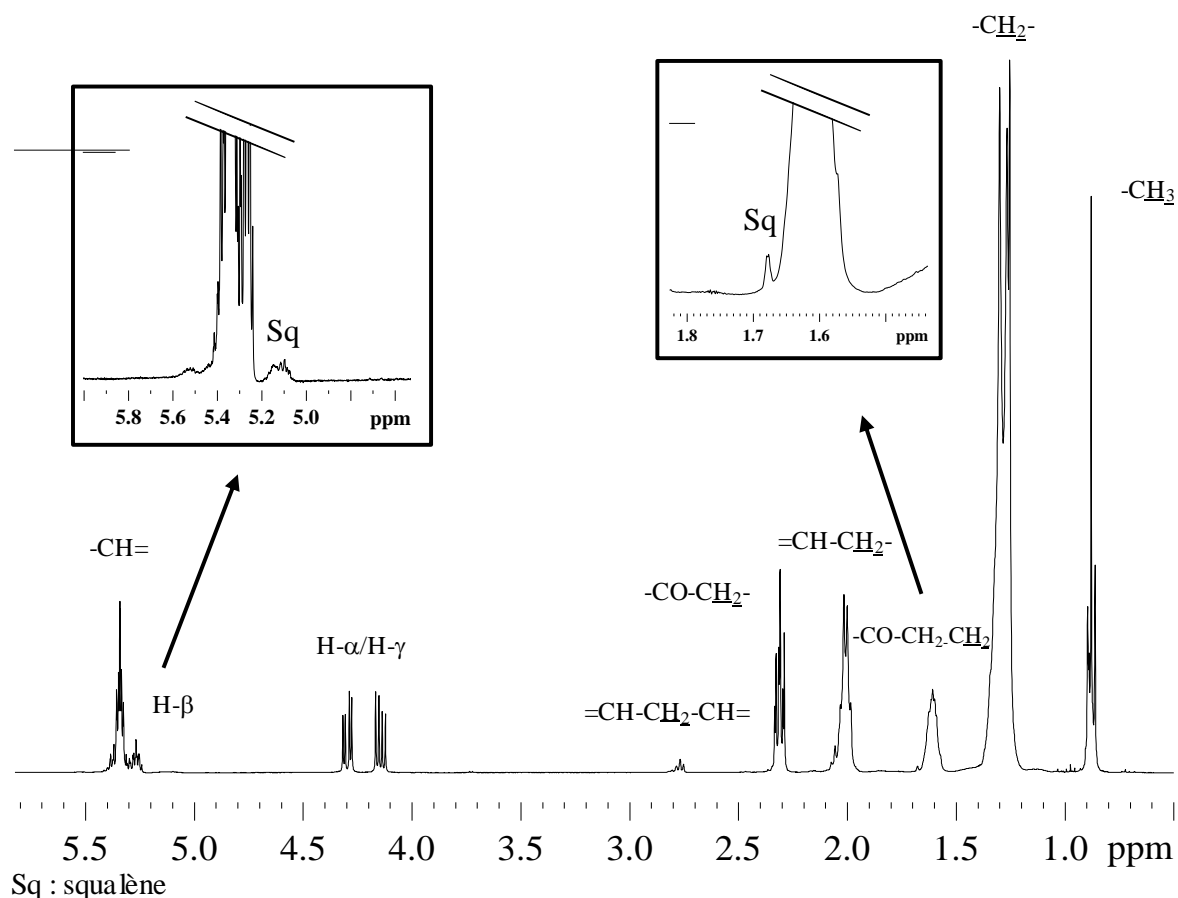 -CH2-
-CH3
Sq
5.8 5.6 5.4 5.2 5.0 ppm
Sq
1.8 1.7 1.6 ppm
-CH=
H-β
H-α/H-γ
=CH-CH2-CH=
-CO-CH2-
=CH-CH2-
-CO-CH2-CH2
5.5 5.0 4.5 4.0 3.5 3.0 2.5 2.0 1.5 1.0 ppm
Sq : squalène